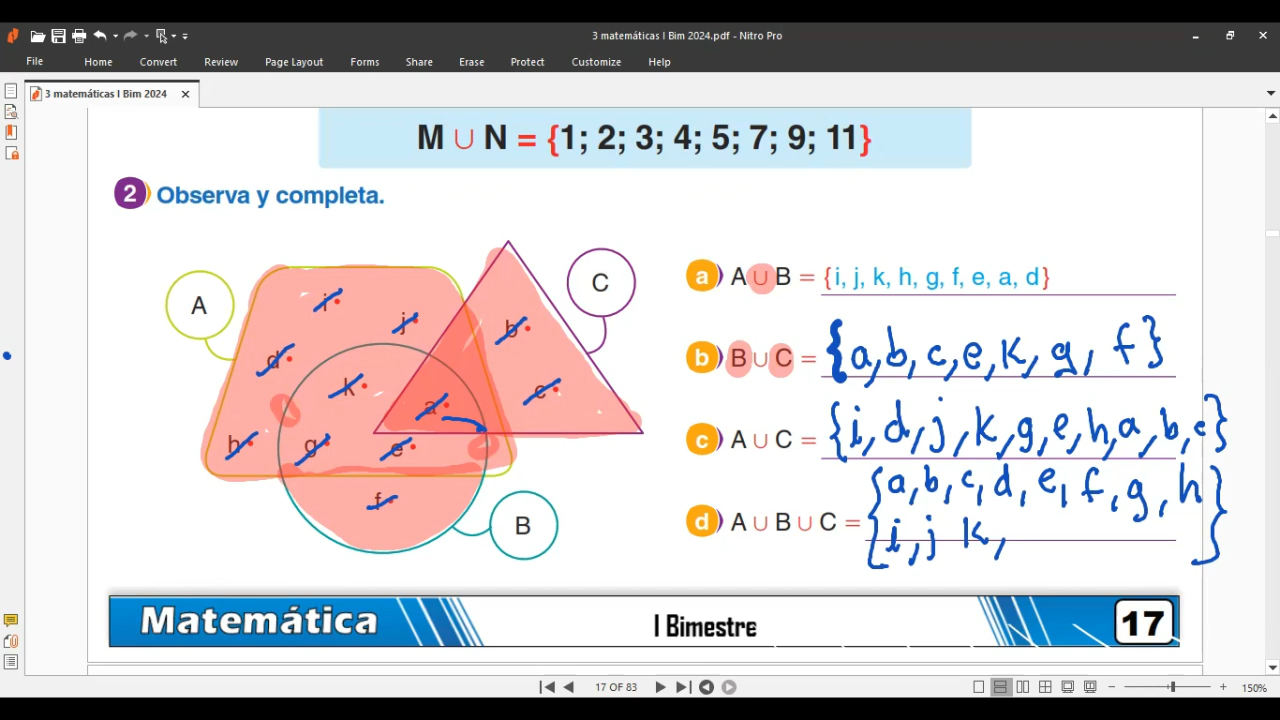 3 matemáticas I Bim 2024.pdf - Nitro Pro
File Home Convert Review Page Layout Forms Share Erase Protect Customize Help
3 matemáticas I Bim 2024
M ∪ N = {1; 2; 3; 4; 5; 7; 9; 11}
2 Observa y completa.
A
C
B
i
j
d
k
b
a
c
h
g
e
f
a) A ∪ B = {i, j, k, h, g, f, e, a, d}
b) B ∪ C = {a, b, c, e, k, g, f}
c) A ∪ C = {i, d, j, k, g, e, h, a, b, c}
d) A ∪ B ∪ C = {a, b, c, d, e, f, g, h
i, j k, }
Matemática I Bimestre 17
17 OF 83
150%